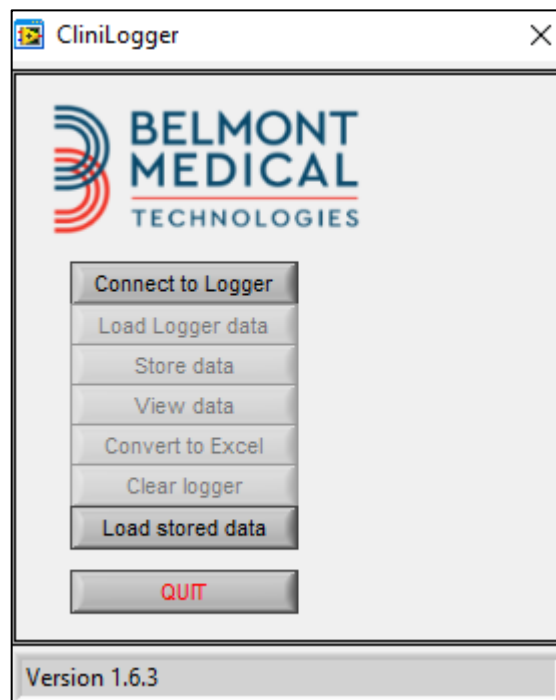 CliniLogger
BELMONT
MEDICAL
TECHNOLOGIES
Connect to Logger
Load Logger data
Store data
View data
Convert to Excel
Clear logger
Load stored data
QUIT
Version 1.6.3